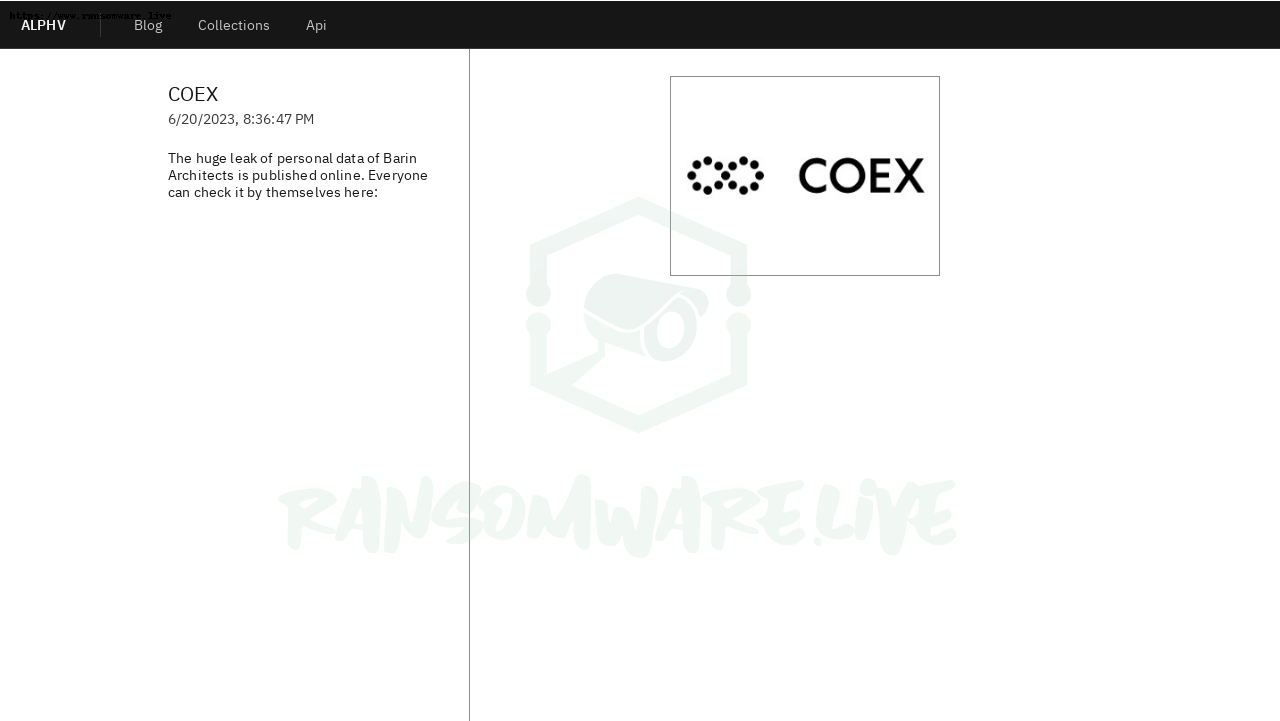 https://www.ransomware.live
ALPHV
Blog
Collections
Api
COEX
6/20/2023, 8:36:47 PM
The huge leak of personal data of Barin
Architects is published online. Everyone
can check it by themselves here:
COEX
RANSOMWARE.LIVE